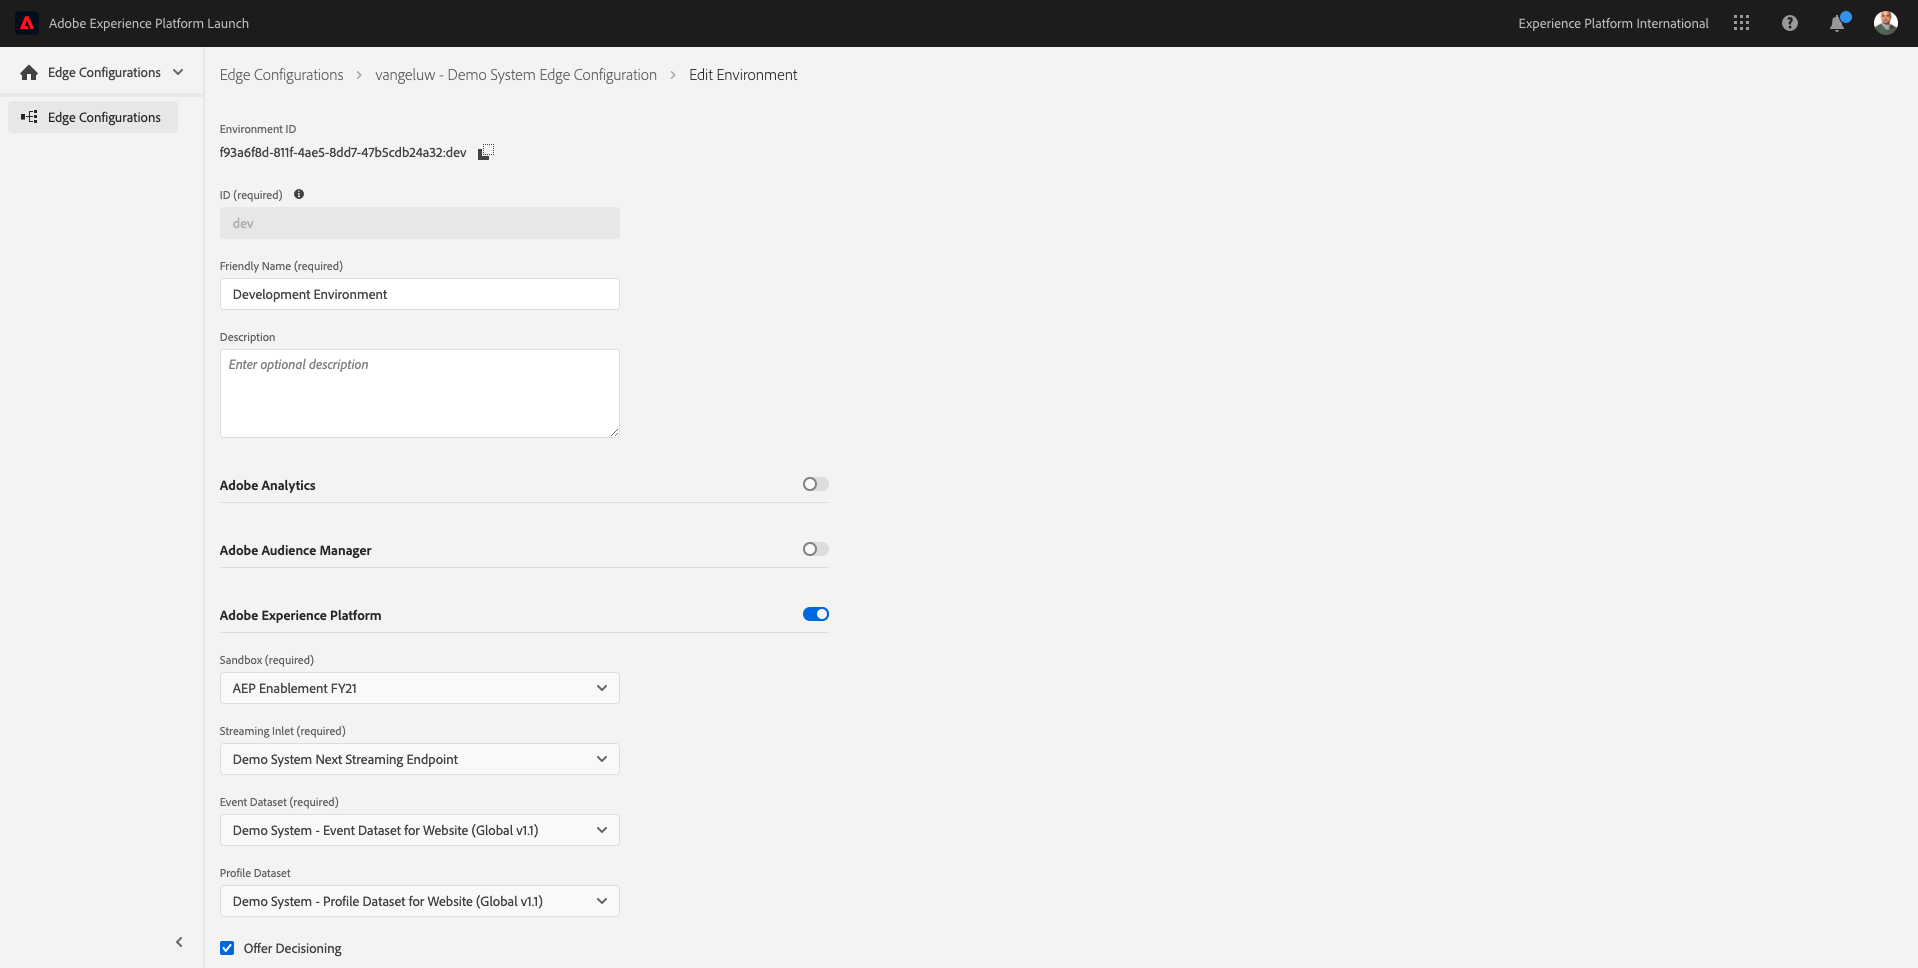 Adobe Experience Platform Launch
Experience Platform International
Edge Configurations
Edge Configurations
Edge Configurations > vangeluw - Demo System Edge Configuration > Edit Environment
Environment ID
f93a6f8d-811f-4ae5-8dd7-47b5cdb24a32:dev
ID (required)
dev
Friendly Name (required)
Development Environment
Description
Enter optional description
Adobe Analytics
Adobe Audience Manager
Adobe Experience Platform
Sandbox (required)
AEP Enablement FY21
Streaming Inlet (required)
Demo System Next Streaming Endpoint
Event Dataset (required)
Demo System - Event Dataset for Website (Global v1.1)
Profile Dataset
Demo System - Profile Dataset for Website (Global v1.1)
Offer Decisioning